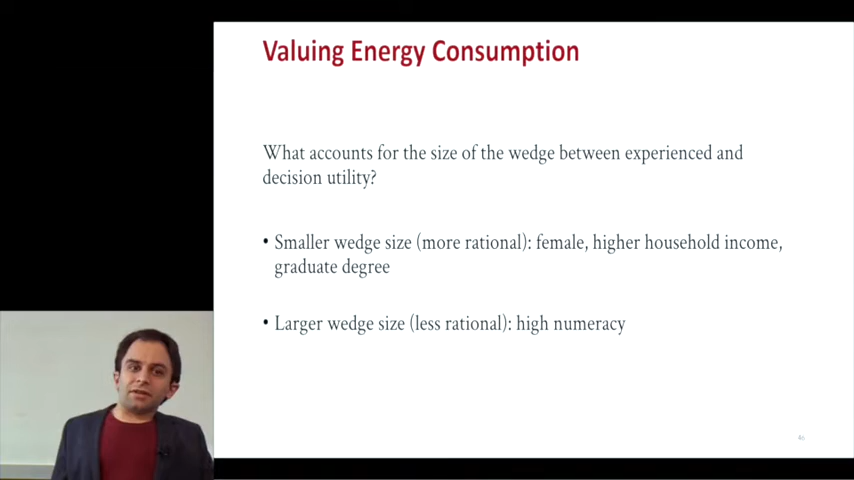 Valuing Energy Consumption
What accounts for the size of the wedge between experienced and
decision utility?
• Smaller wedge size (more rational): female, higher household income,
graduate degree
• Larger wedge size (less rational): high numeracy